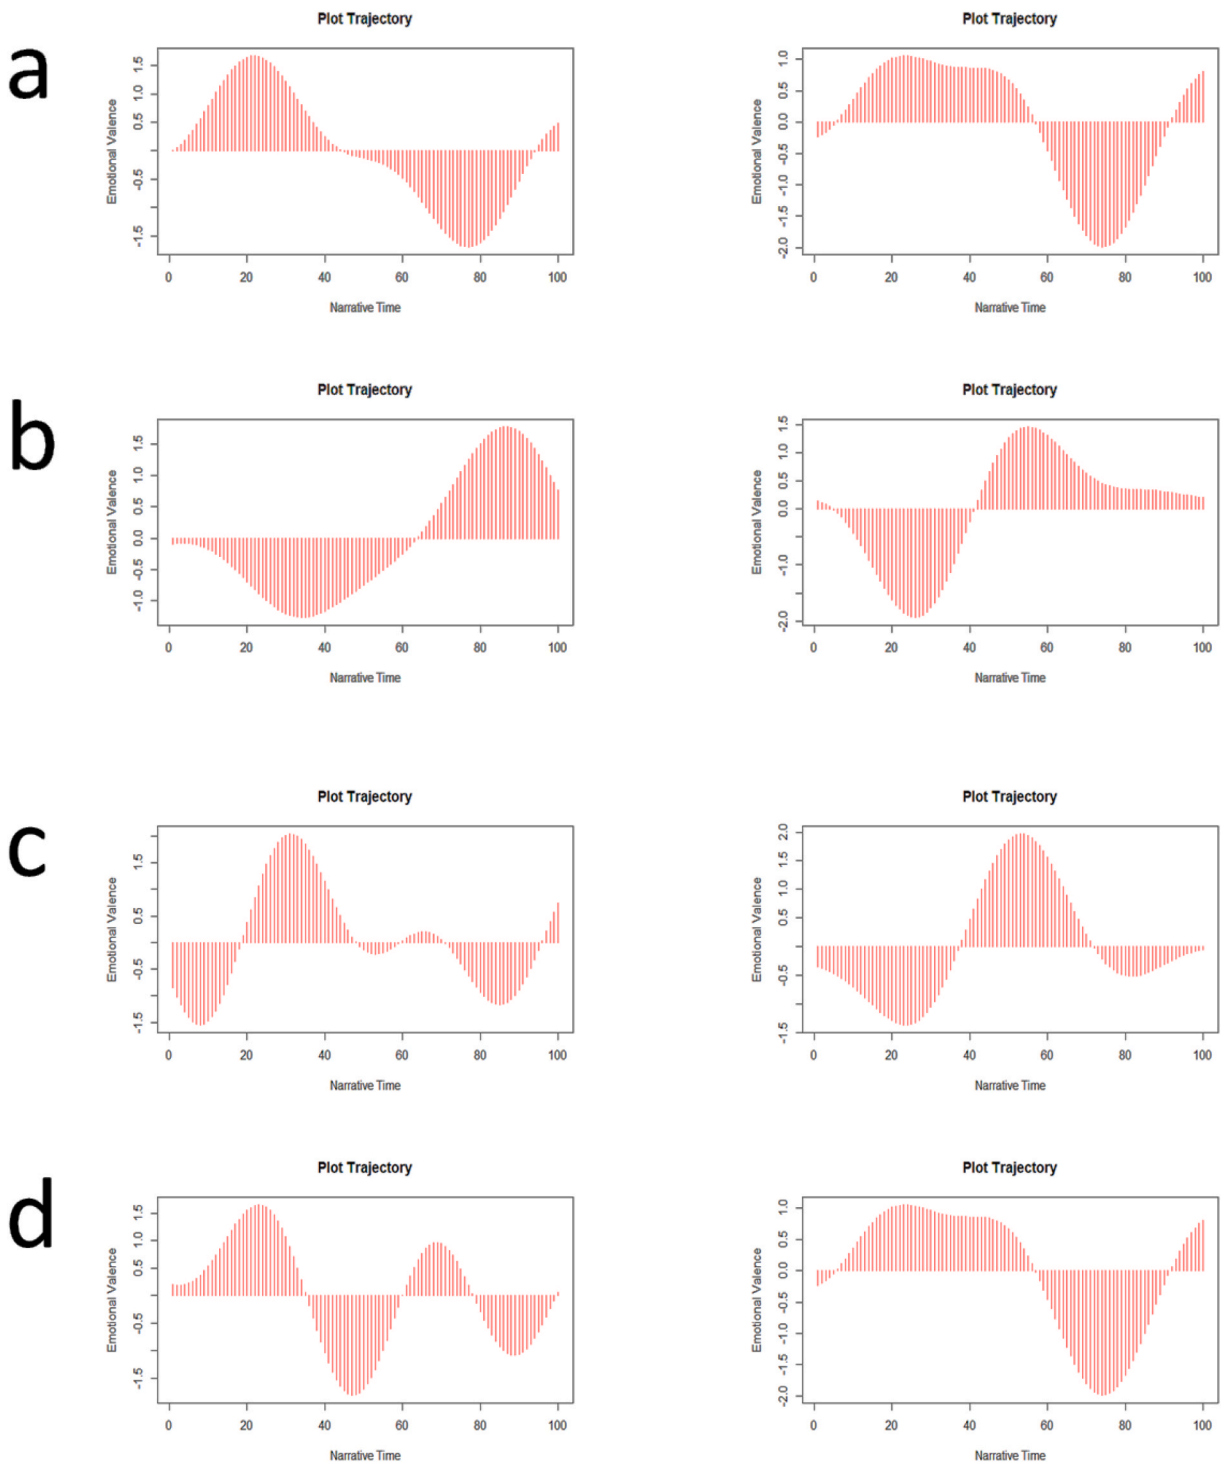 a
Plot Trajectory
Emotional Valence
-1.5 -0.5 0.5 1.0 1.5
0 20 40 60 80 100
Narrative Time
Plot Trajectory
Emotional Valence
-2.0 -1.5 -1.0 -0.5 0.0 0.5 1.0
0 20 40 60 80 100
Narrative Time
b
Plot Trajectory
Emotional Valence
-1.0 -0.5 0.0 0.5 1.0 1.5
0 20 40 60 80 100
Narrative Time
Plot Trajectory
Emotional Valence
-2.0 -1.0 0.0 0.5 1.0 1.5
0 20 40 60 80 100
Narrative Time
c
Plot Trajectory
Emotional Valence
-1.5 -0.5 0.5 1.5
0 20 40 60 80 100
Narrative Time
Plot Trajectory
Emotional Valence
-1.5 -0.5 0.5 1.0 1.5 2.0
0 20 40 60 80 100
Narrative Time
d
Plot Trajectory
Emotional Valence
-1.5 -0.5 0.5 1.0 1.5
0 20 40 60 80 100
Narrative Time
Plot Trajectory
Emotional Valence
-2.0 -1.5 -1.0 -0.5 0.0 0.5 1.0
0 20 40 60 80 100
Narrative Time